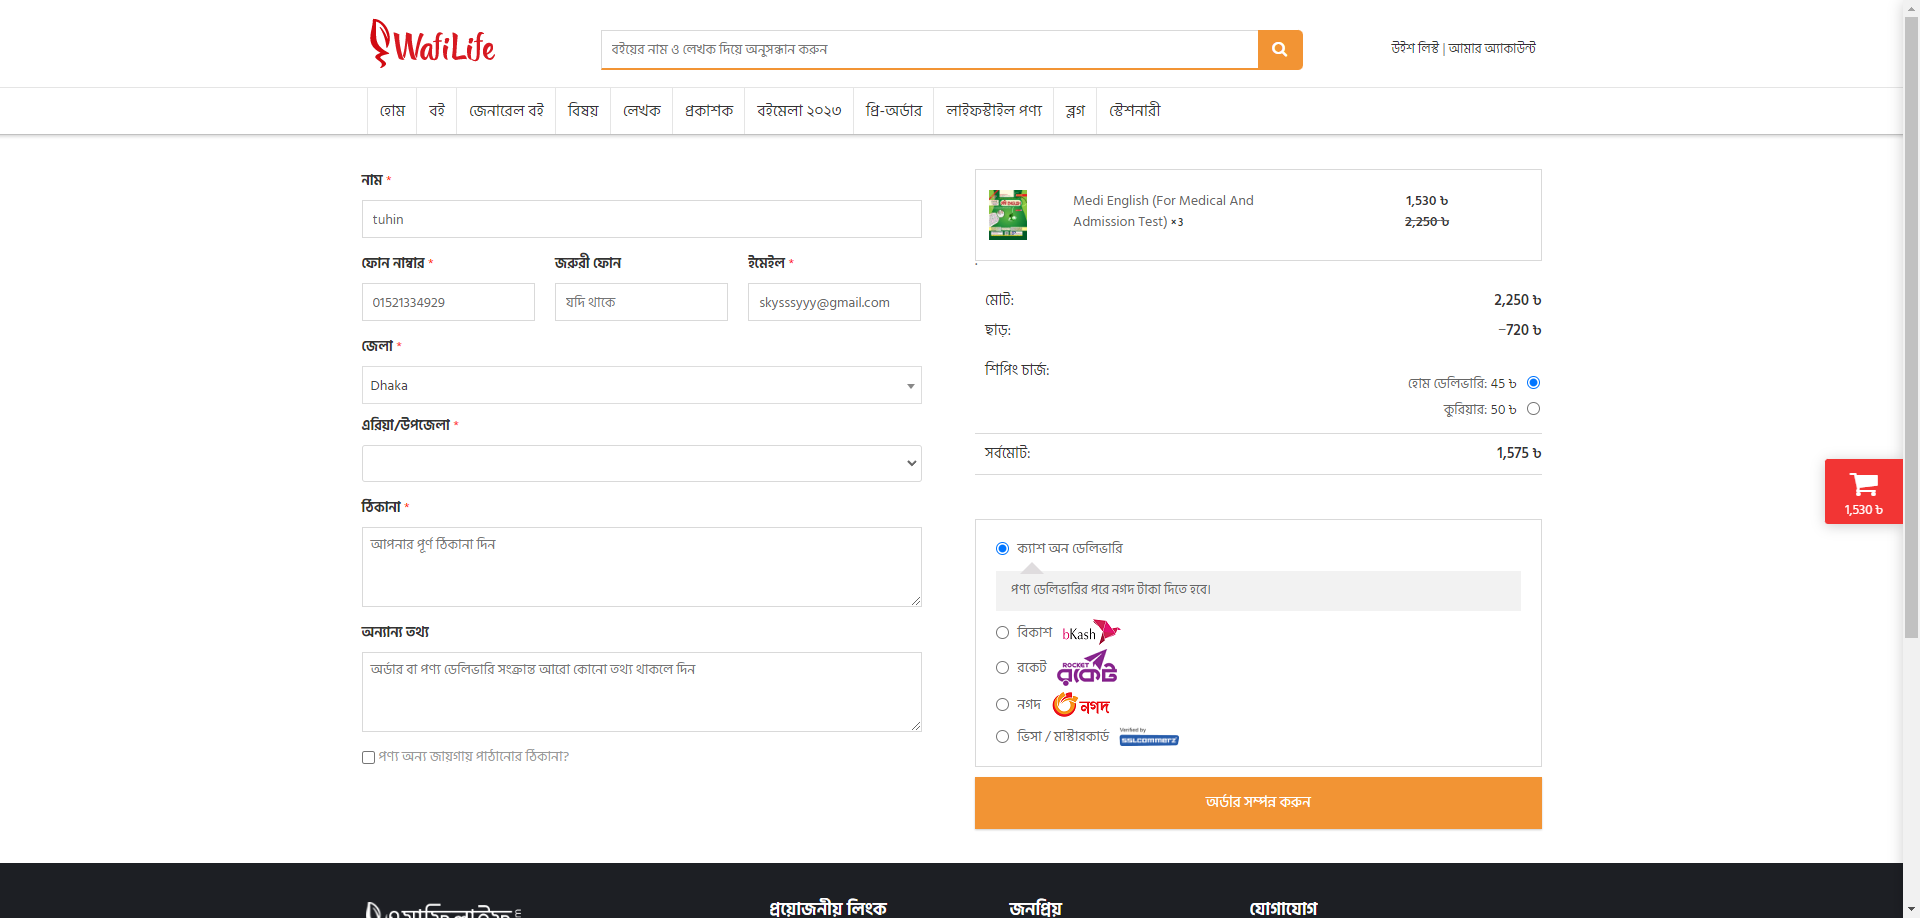 WafiLife
বইয়ের নাম ও লেখক দিয়ে অনুসন্ধান করুন
উইশ লিস্ট | আমার অ্যাকাউন্ট
হোম
বই
জেনারেল বই
বিষয়
লেখক
প্রকাশক
বইমেলা ২০২৩
প্রি-অর্ডার
লাইফস্টাইল পণ্য
ব্লগ
স্টেশনারী
নাম *
tuhin
ফোন নাম্বার *
01521334929
জরুরী ফোন
যদি থাকে
ইমেইল *
skysssyyy@gmail.com
জেলা *
Dhaka
এরিয়া/উপজেলা *
ঠিকানা *
আপনার পূর্ণ ঠিকানা দিন
অন্যান্য তথ্য
অর্ডার বা পণ্য ডেলিভারি সংক্রান্ত আরো কোনো তথ্য থাকলে দিন
পণ্য অন্য জায়গায় পাঠানোর ঠিকানা?
Medi English (For Medical And
Admission Test) × 3
1,530 ৳
2,250 ৳
মোট: 2,250 ৳
ছাড়: -720 ৳
শিপিং চার্জ:
হোম ডেলিভারি: 45 ৳
কুরিয়ার: 50 ৳
সর্বমোট: 1,575 ৳
ক্যাশ অন ডেলিভারি
পণ্য ডেলিভারির পরে নগদ টাকা দিতে হবে।
বিকাশ bKash
রকেট ROCKET রকেট
নগদ নগদ
ভিসা / মাস্টারকার্ড Verified by SSLCOMMERZ
অর্ডার সম্পন্ন করুন
1,530 ৳
প্রয়োজনীয় লিংক
জনপ্রিয়
যোগাযোগ